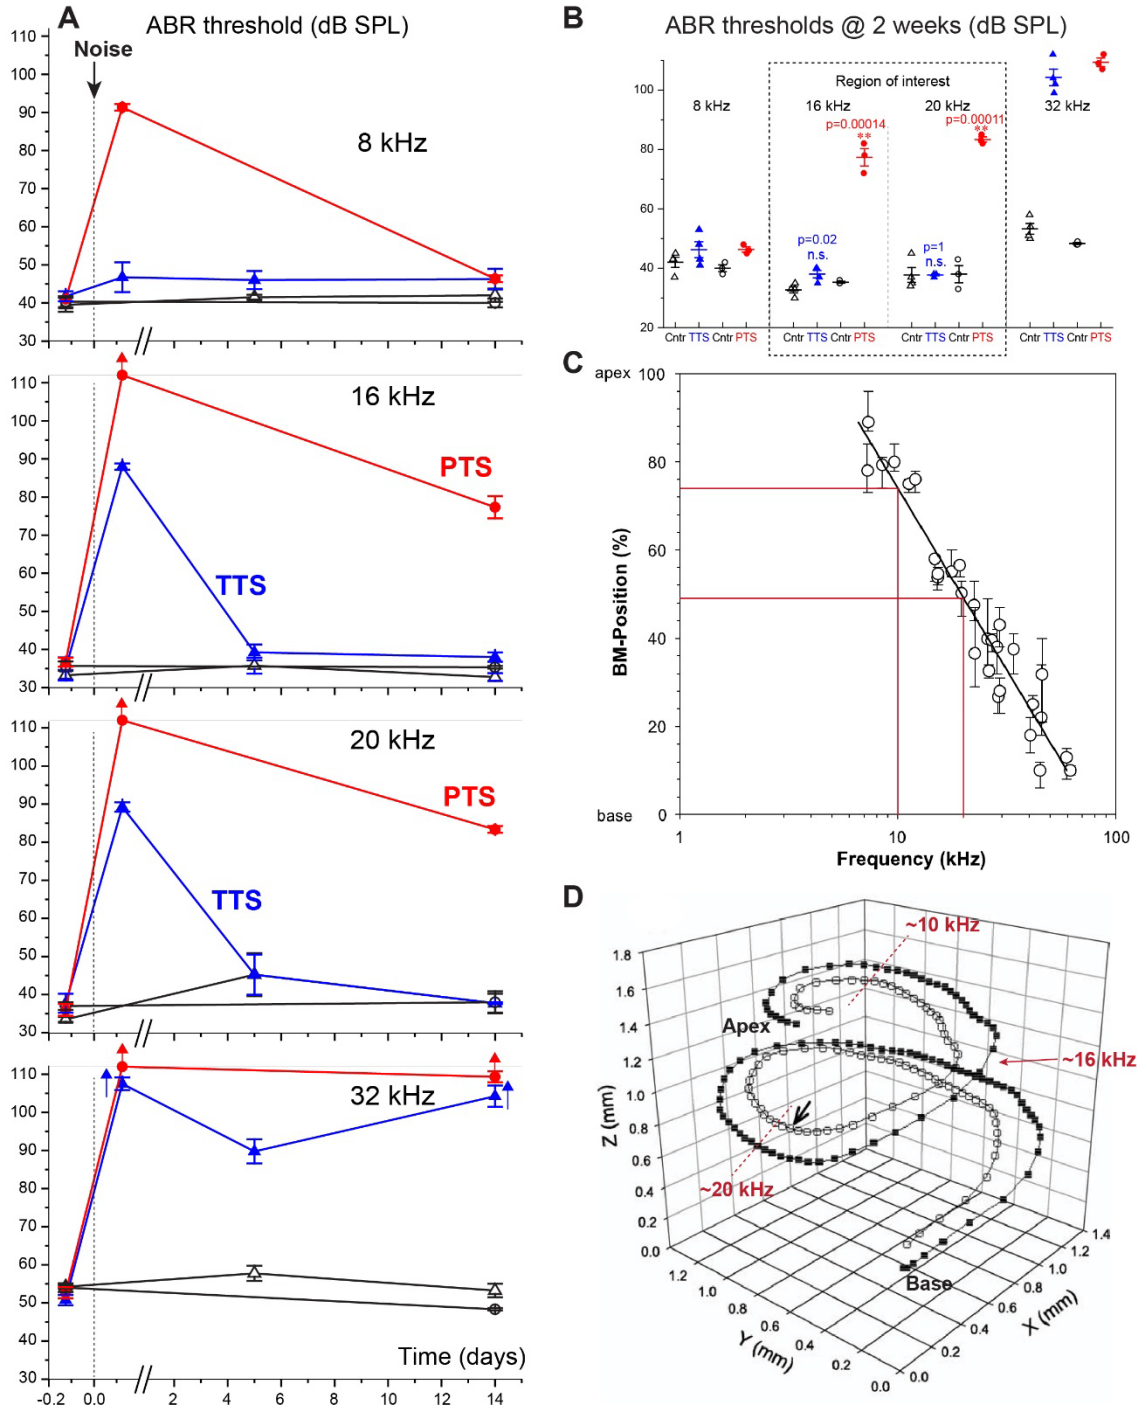 A
ABR threshold (dB SPL)
Noise
8 kHz
110
100
90
80
70
60
50
40
30
16 kHz
PTS
TTS
110
100
90
80
70
60
50
40
30
20 kHz
PTS
TTS
110
100
90
80
70
60
50
40
30
32 kHz
110
100
90
80
70
60
50
40
30
Time (days)
-0.2 0.0 2 4 6 8 10 12 14
B
ABR thresholds @ 2 weeks (dB SPL)
Region of interest
8 kHz 16 kHz 20 kHz 32 kHz
p=0.00014 p=0.00011
** **
p=0.02 p=1
n.s. n.s.
100
80
60
40
20
Cntr TTS Cntr PTS Cntr TTS Cntr PTS Cntr TTS Cntr PTS Cntr TTS Cntr PTS
C
apex
100
80
60
40
20
0
base
BM-Position (%)
1 10 100
Frequency (kHz)
D
~10 kHz
Apex
~16 kHz
~20 kHz
Base
Z (mm)
1.8
1.6
1.4
1.2
1.0
0.8
0.6
0.4
0.2
0.0
Y (mm)
1.2
1.0
0.8
0.6
0.4
0.2
0.0
X (mm)
1.4
1.2
1.0
0.8
0.6
0.4
0.2
0.0